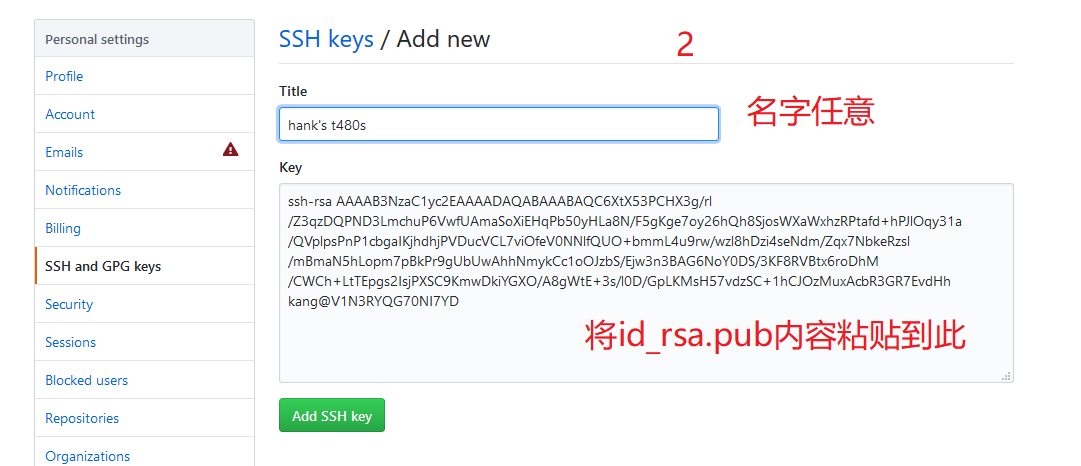 Personal settings
Profile
Account
Emails
Notifications
Billing
SSH and GPG keys
Security
Sessions
Blocked users
Repositories
Organizations
SSH keys / Add new
2
Title
hank's t480s
名字任意
Key
ssh-rsa AAAAB3NzaC1yc2EAAAADAQABAAABAQC6XtX53PCHX3g/rl
/Z3qzDQPND3LmchuP6VwfUAmaSoXiEHqPb50yHLa8N/F5gKge7oy26hQh8SjosWXaWxhzRPtafd+hPJlOqy31a
/QVplpsPnP1cbgaIKjhdhjPVDucVCL7viOfeV0NNlfQUO+bmmL4u9rw/wzl8hDzi4seNdm/Zqx7NbkeRzsl
/mBmaN5hLopm7pBkPr9gUbUwAhhNmykCc1oOJzbS/Ejw3n3BAG6NoY0DS/3KF8RVBtx6roDhM
/CWCh+LtTEpgs2IsjPXSC9KmwDkiYGXO/A8gWtE+3s/l0D/GpLKMsH57vdzSC+1hCJOzMuxAcbR3GR7EvdHh
kang@V1N3RYQG70NI7YD
将id_rsa.pub内容粘贴到此
Add SSH key